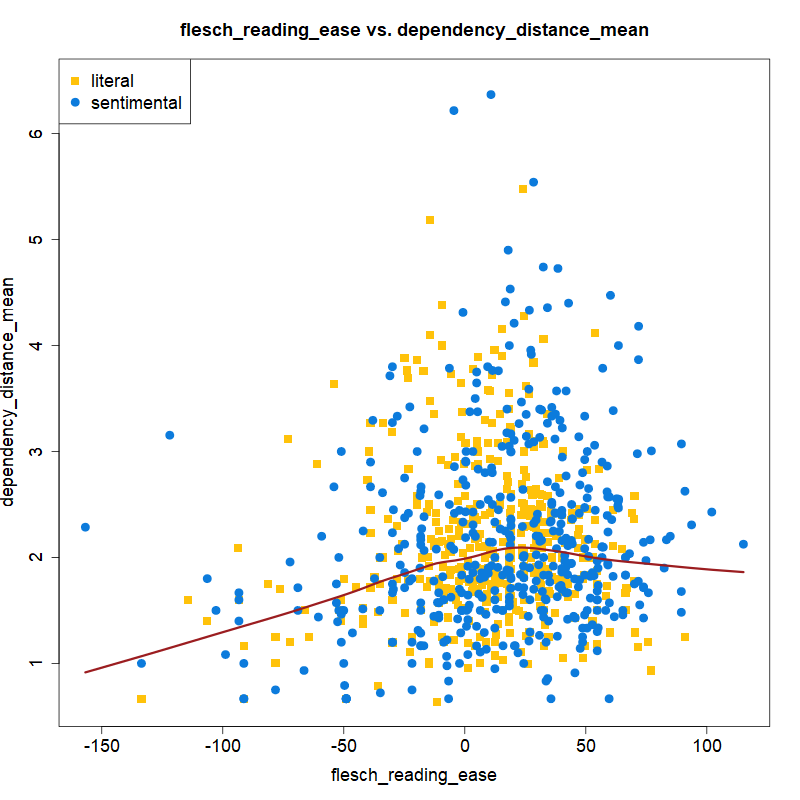 flesch_reading_ease vs. dependency_distance_mean
literal
sentimental
dependency_distance_mean
6
5
4
3
2
1
-150 -100 -50 0 50 100
flesch_reading_ease